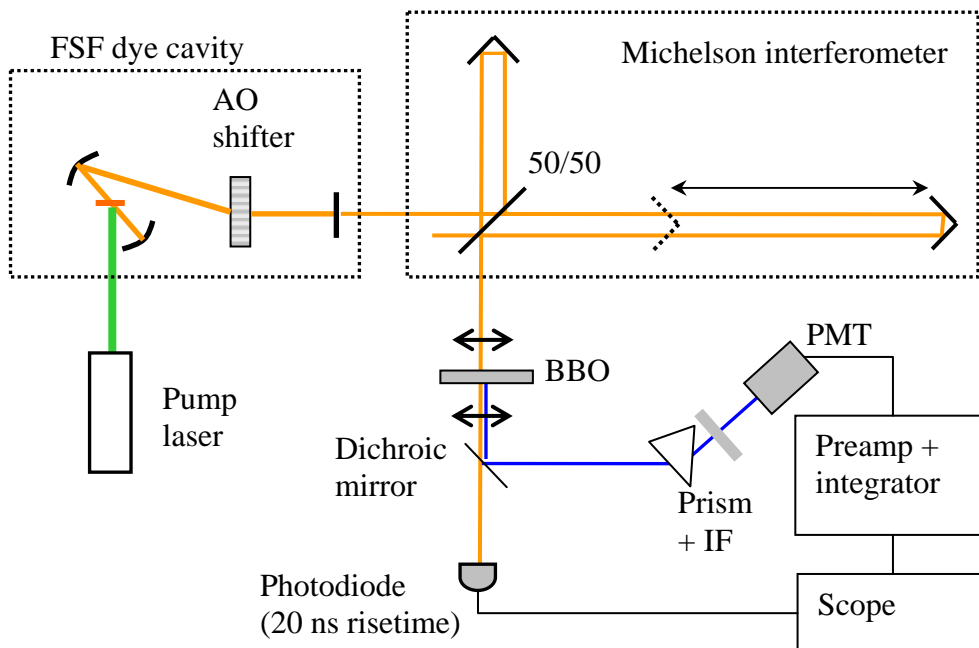 FSF dye cavity
Michelson interferometer
AO
shifter
50/50
Pump
laser
BBO
PMT
Dichroic
mirror
Prism
+ IF
Preamp +
integrator
Photodiode
(20 ns risetime)
Scope